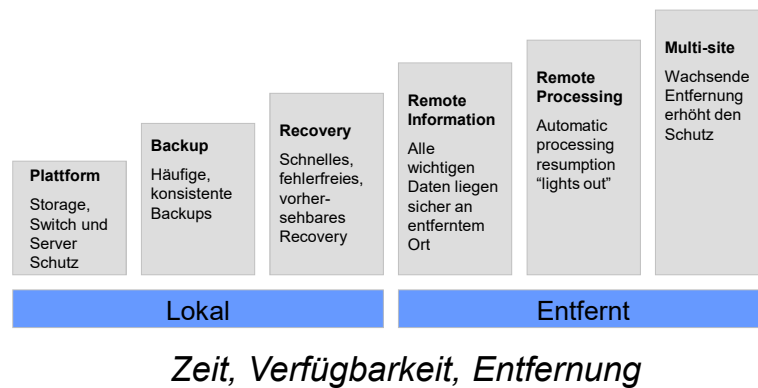 Plattform
Storage,
Switch und
Server
Schutz
Backup
Häufige,
konsistente
Backups
Recovery
Schnelles,
fehlerfreies,
vorher-
sehbares
Recovery
Remote
Information
Alle
wichtigen
Daten liegen
sicher an
entferntem
Ort
Remote
Processing
Automatic
processing
resumption
“lights out”
Multi-site
Wachsende
Entfernung
erhöht den
Schutz
Lokal
Entfernt
Zeit, Verfügbarkeit, Entfernung